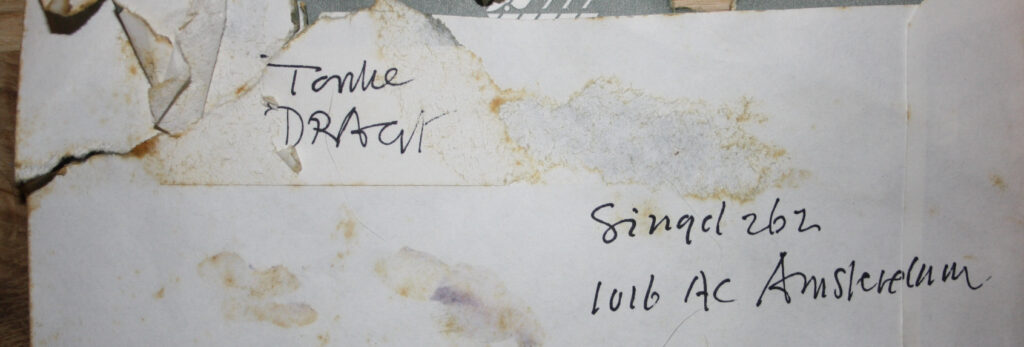 Tonke
DRAGT
Singel 262
1016 AC Amsterdam